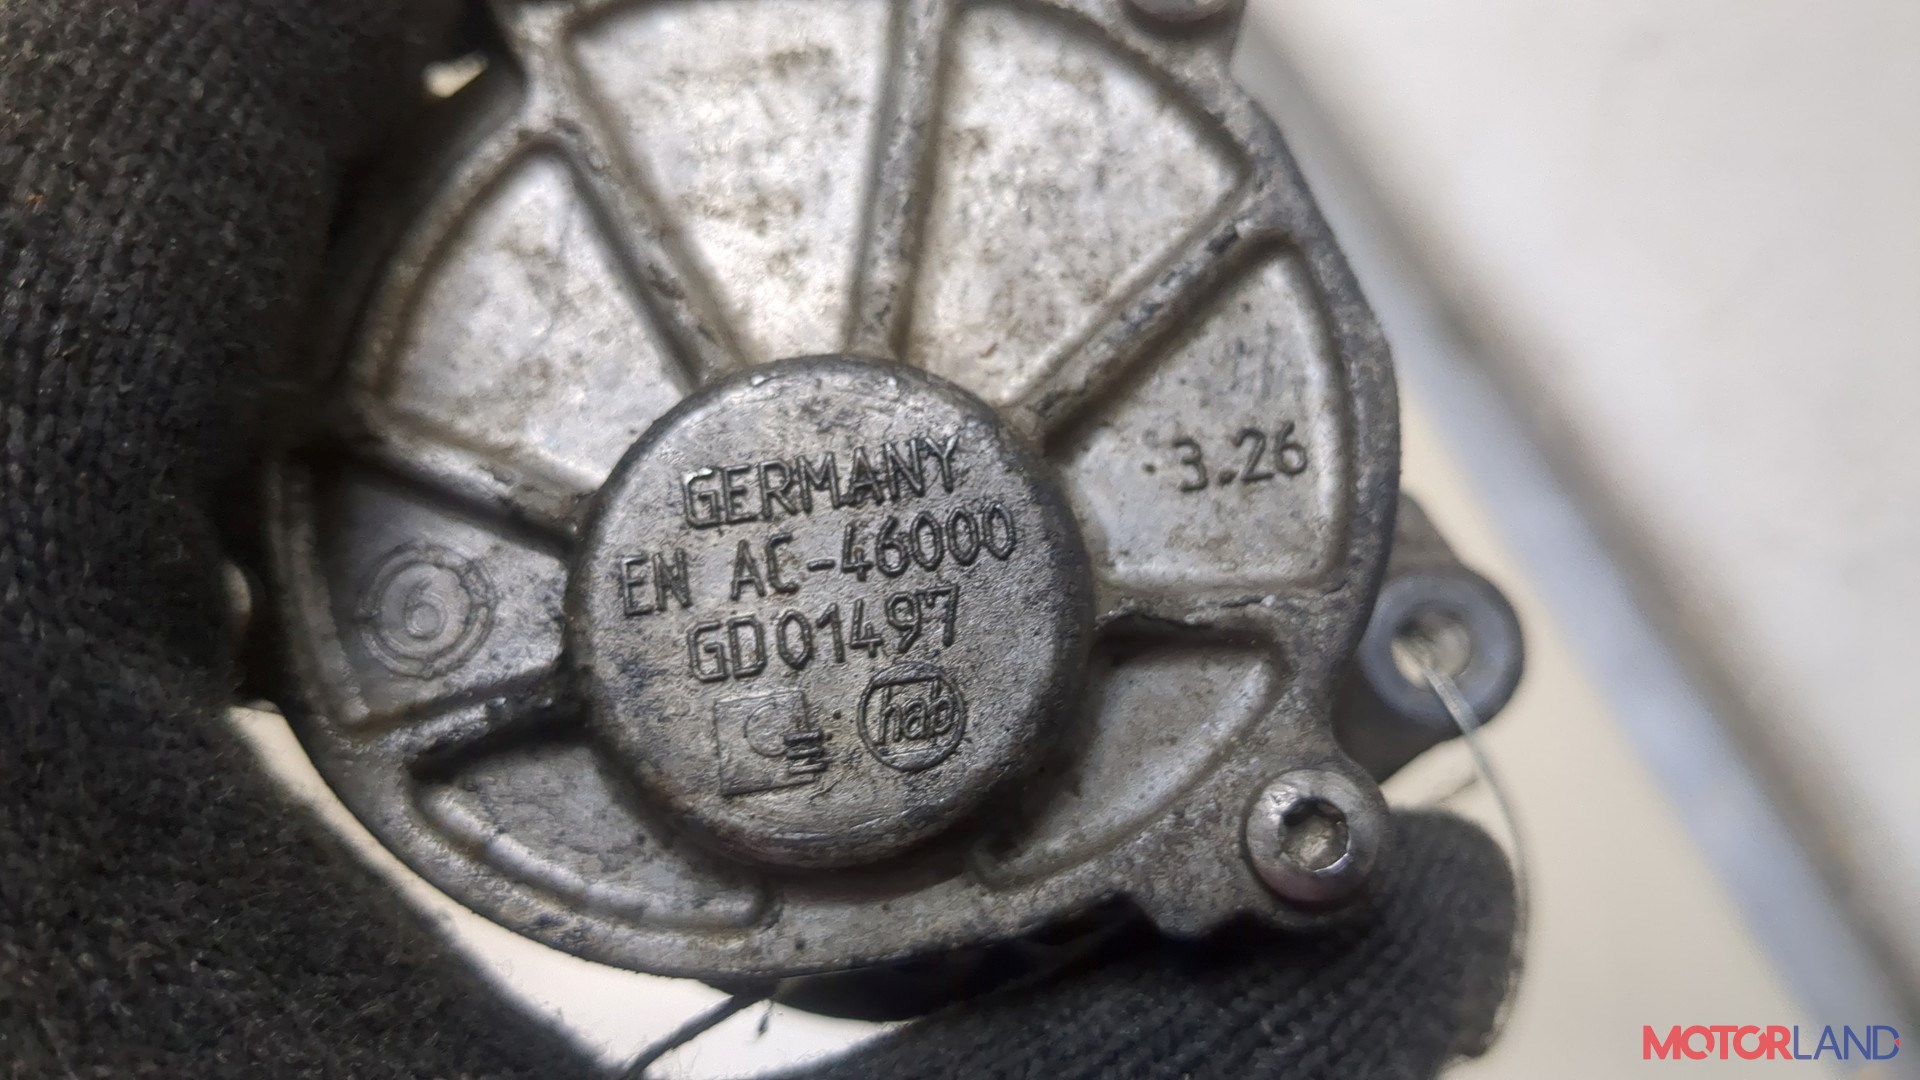 GERMANY
EN AC-46000
GD01497
hab
3.26
6
MOTORLAND